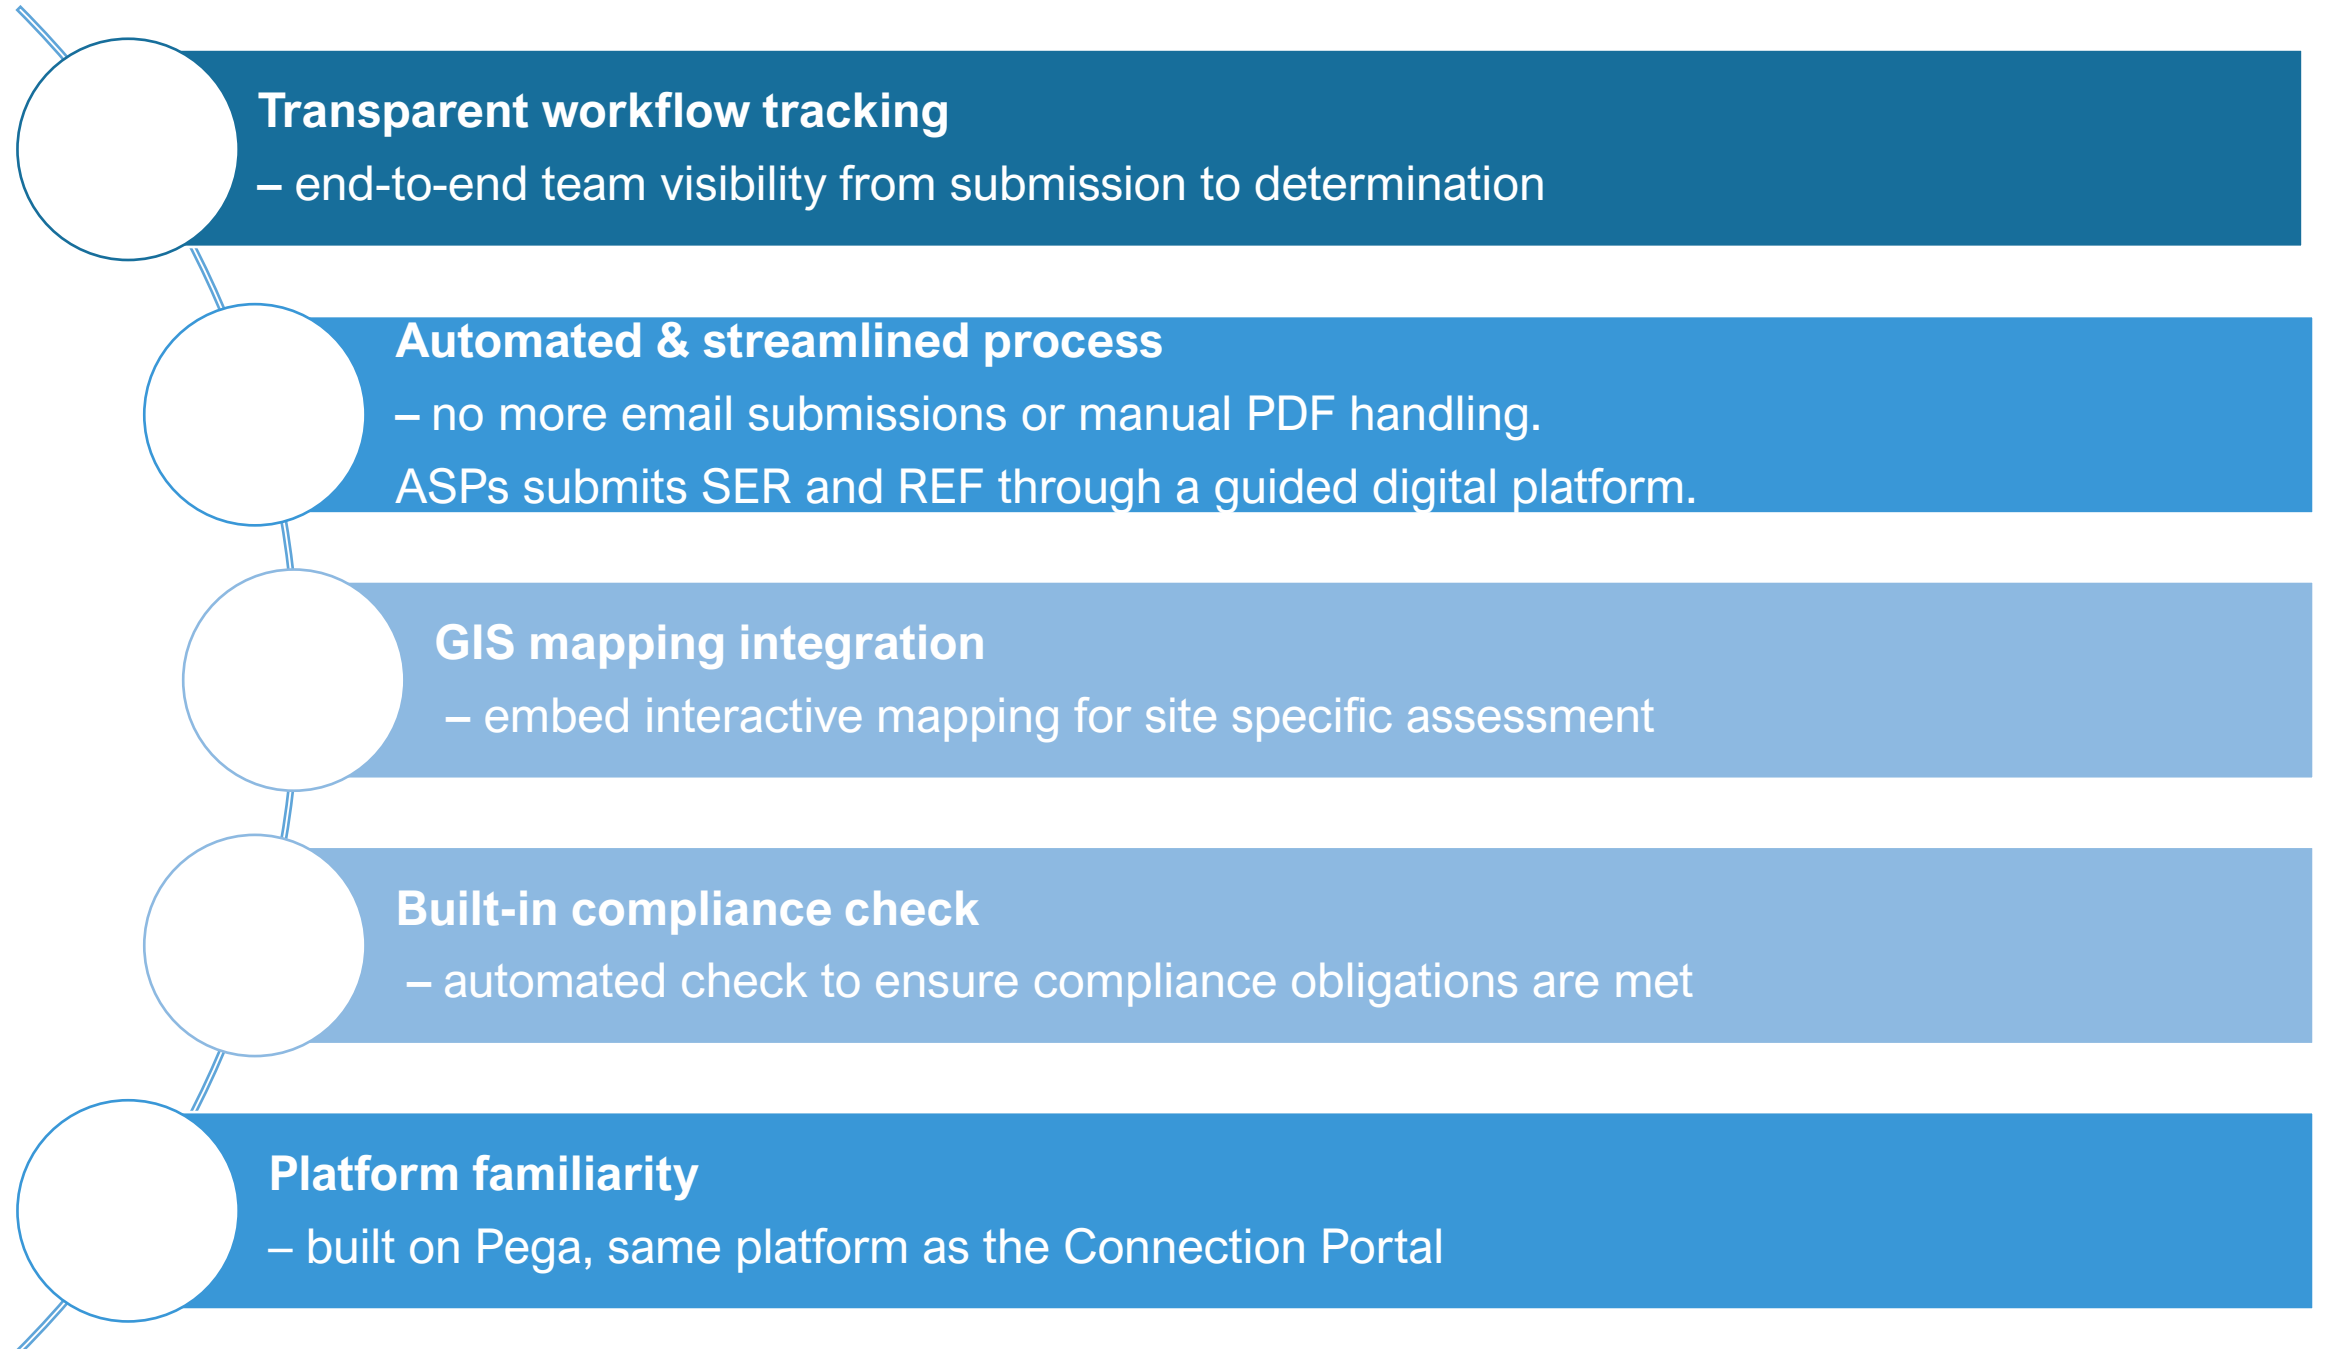 Transparent workflow tracking
– end-to-end team visibility from submission to determination
Automated & streamlined process
– no more email submissions or manual PDF handling.
ASPs submits SER and REF through a guided digital platform.
GIS mapping integration
– embed interactive mapping for site specific assessment
Built-in compliance check
– automated check to ensure compliance obligations are met
Platform familiarity
– built on Pega, same platform as the Connection Portal